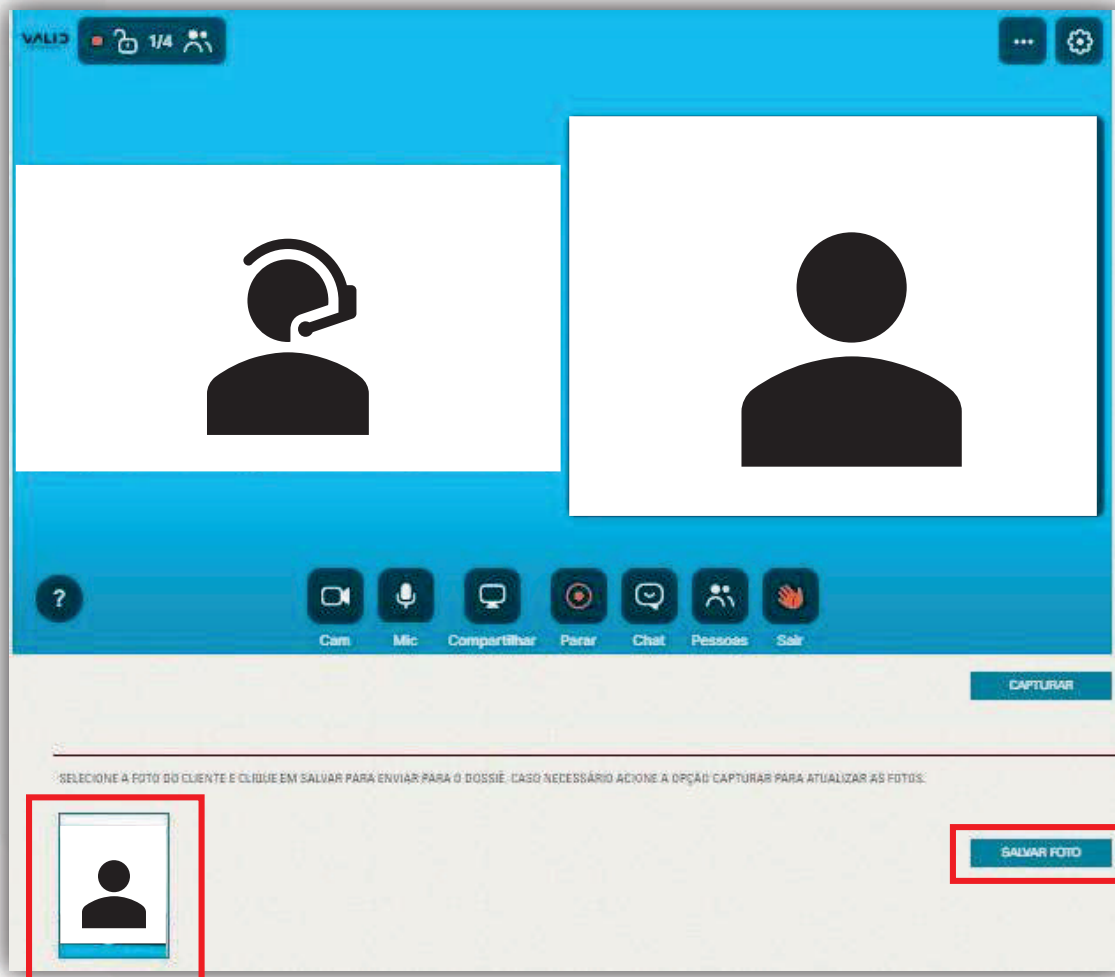 VALID
1/4
?
Cam Mic Compartilhar Parar Chat Pessoas Sair
CAPTURAR
SELECIONE A FOTO DO CLIENTE E CLIQUE EM SALVAR PARA ENVIAR PARA O DOSSIÊ. CASO NECESSÁRIO ACIONE A OPÇÃO CAPTURAR PARA ATUALIZAR AS FOTOS.
SALVAR FOTO